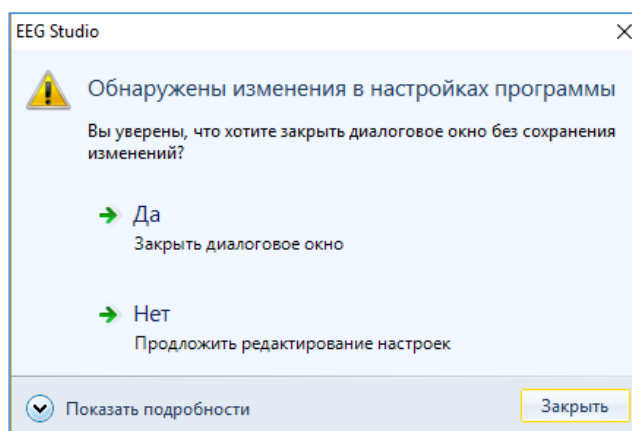 EEG Studio
Обнаружены изменения в настройках программы
Вы уверены, что хотите закрыть диалоговое окно без сохранения
изменений?
Да
Закрыть диалоговое окно
Нет
Продложить редактирование настроек
Показать подробности
Закрыть